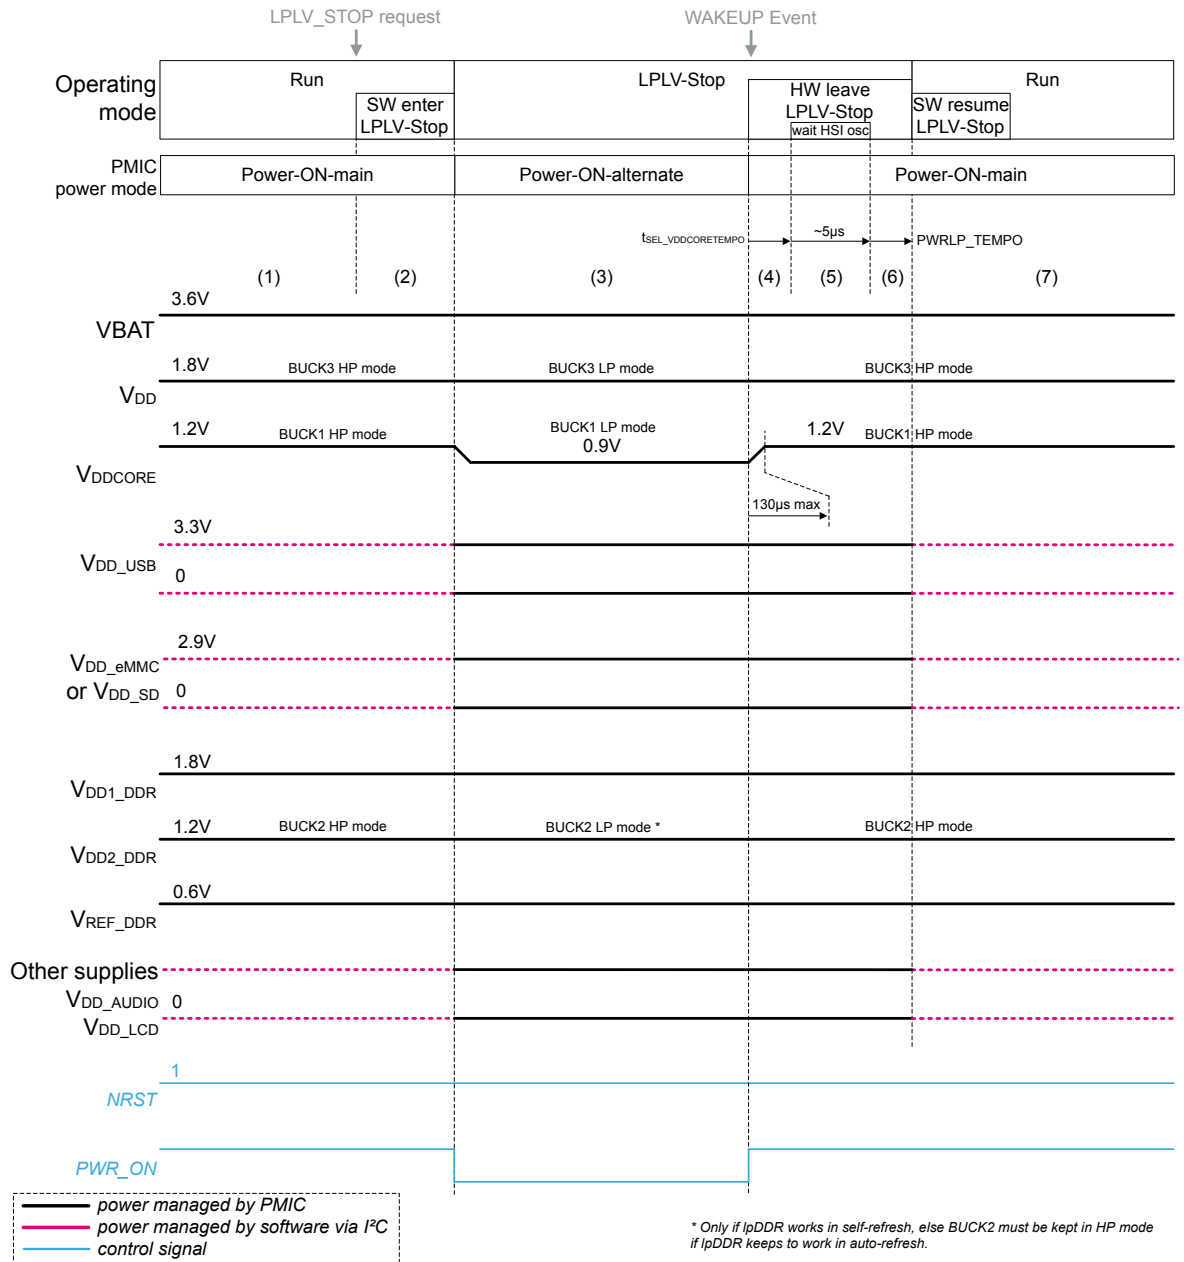 LPLV_STOP request
WAKEUP Event
Operating
mode
Run
SW enter
LPLV-Stop
LPLV-Stop
HW leave
LPLV-Stop
wait HSI osc
SW resume
LPLV-Stop
Run
PMIC
power mode
Power-ON-main
Power-ON-alternate
Power-ON-main
tSEL_VDDCORETEMPO
~5µs
PWRLP_TEMPO
(1)
(2)
(3)
(4)
(5)
(6)
(7)
3.6V
VBAT
1.8V
BUCK3 HP mode
BUCK3 LP mode
BUCK3 HP mode
VDD
1.2V
BUCK1 HP mode
BUCK1 LP mode
0.9V
1.2V
BUCK1 HP mode
VDDCORE
130µs max
3.3V
VDD_USB
0
2.9V
VDD_eMMC
or VDD_SD
0
1.8V
VDD1_DDR
1.2V
BUCK2 HP mode
BUCK2 LP mode *
BUCK2 HP mode
VDD2_DDR
0.6V
VREF_DDR
Other supplies
VDD_AUDIO
0
VDD_LCD
1
NRST
PWR_ON
power managed by PMIC
power managed by software via I²C
control signal
* Only if lpDDR works in self-refresh, else BUCK2 must be kept in HP mode
if lpDDR keeps to work in auto-refresh.